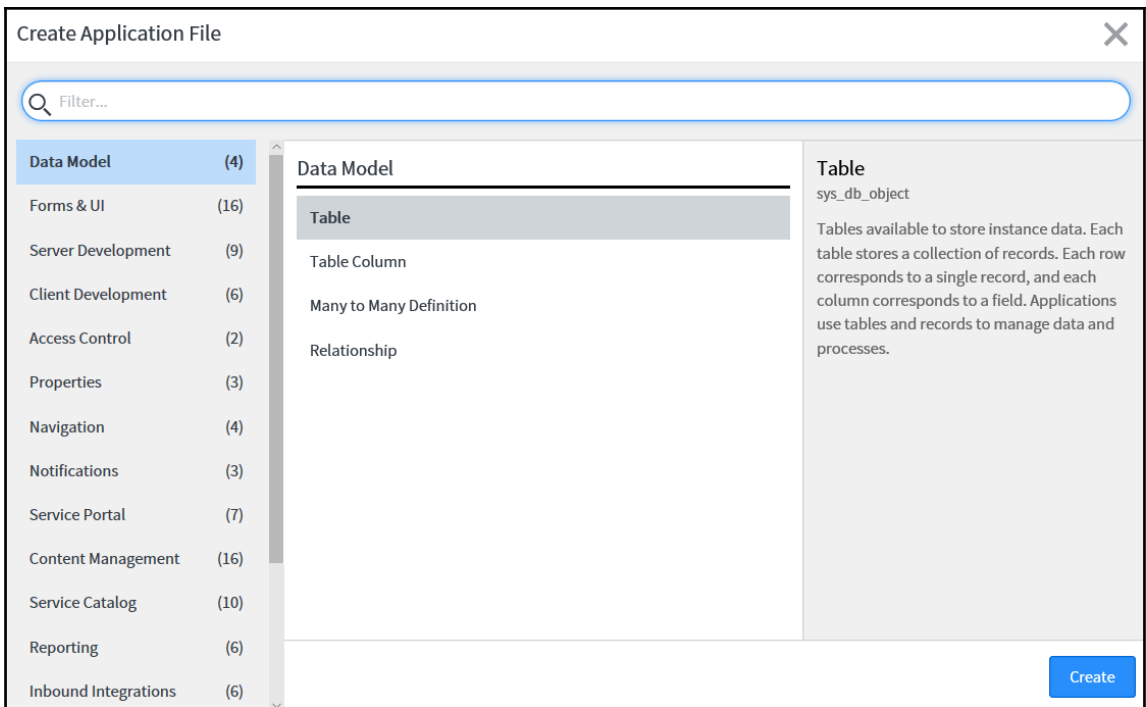 Create Application File
Filter...
Data Model (4)
Forms & UI (16)
Server Development (9)
Client Development (6)
Access Control (2)
Properties (3)
Navigation (4)
Notifications (3)
Service Portal (7)
Content Management (16)
Service Catalog (10)
Reporting (6)
Inbound Integrations (6)
Data Model
Table
Table Column
Many to Many Definition
Relationship
Table
sys_db_object
Tables available to store instance data. Each
table stores a collection of records. Each row
corresponds to a single record, and each
column corresponds to a field. Applications
use tables and records to manage data and
processes.
Create